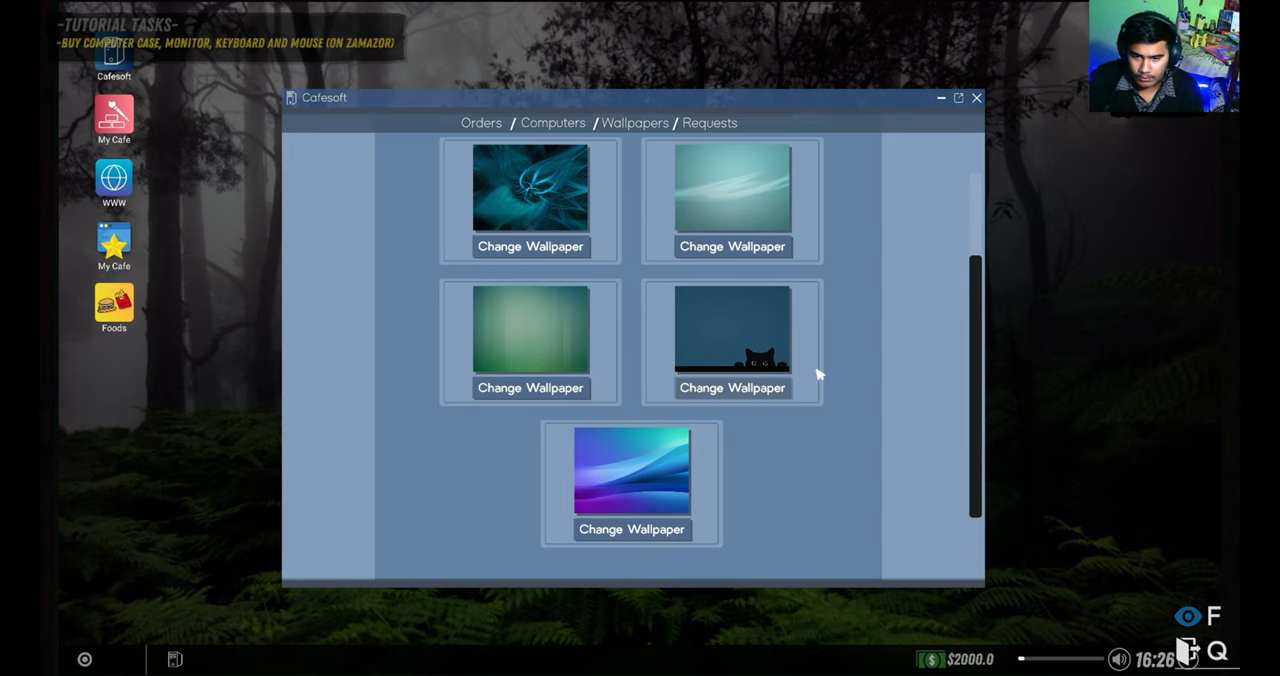 -TUTORIAL TASKS-
-BUY COMPUTER CASE, MONITOR, KEYBOARD AND MOUSE (ON ZAMAZOR)
Cafesoft
My Cafe
WWW
My Cafe
Foods
Cafesoft
Orders / Computers / Wallpapers / Requests
Change Wallpaper
Change Wallpaper
Change Wallpaper
Change Wallpaper
Change Wallpaper
F
Q
$2000.0
16:26